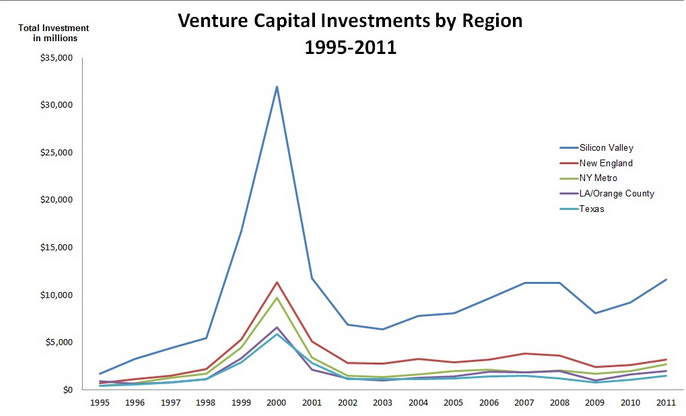 Venture Capital Investments by Region
1995-2011
Total Investment
in millions
$35,000
$30,000
$25,000
$20,000
$15,000
$10,000
$5,000
$0
Silicon Valley
New England
NY Metro
LA/Orange County
Texas
1995 1996 1997 1998 1999 2000 2001 2002 2003 2004 2005 2006 2007 2008 2009 2010 2011